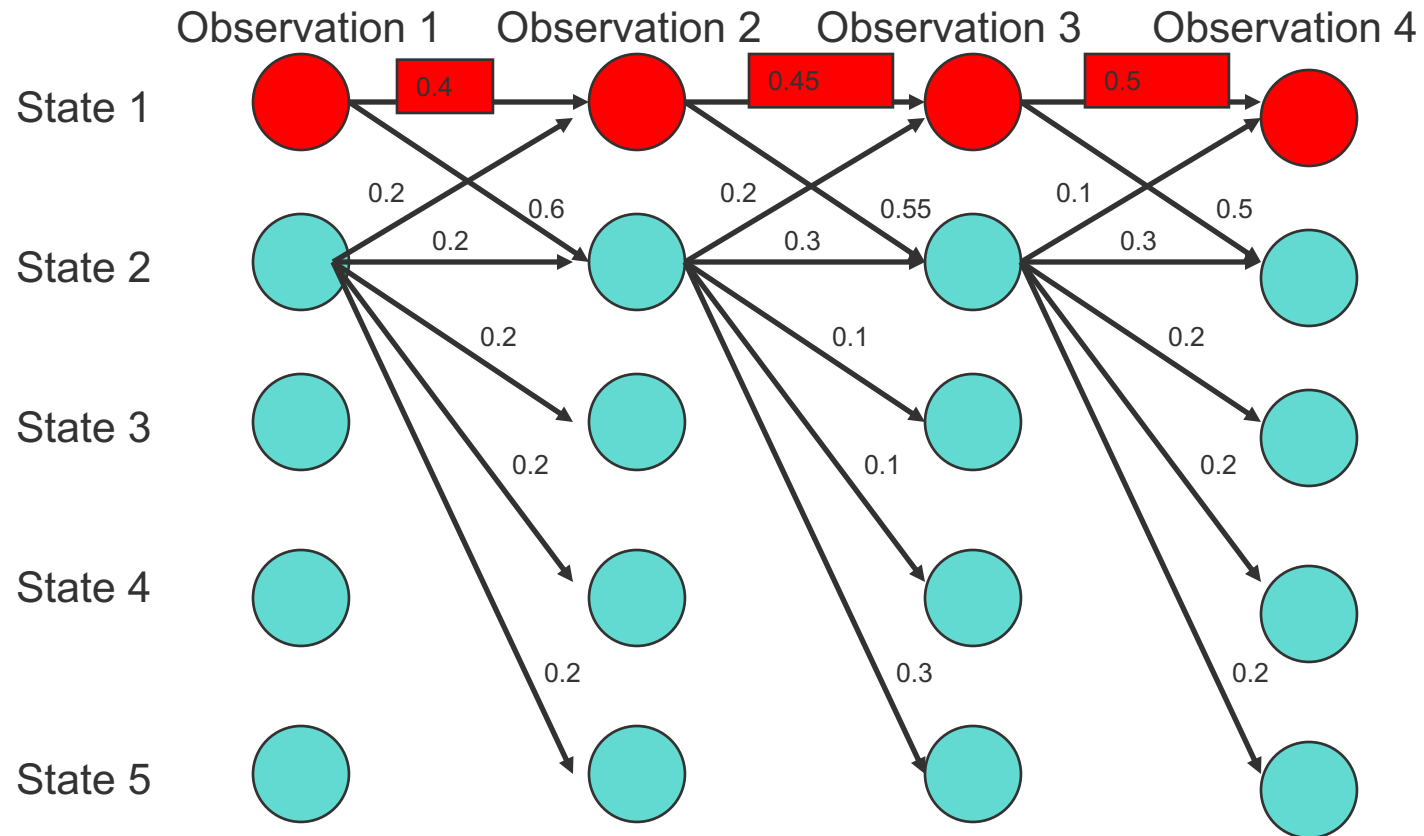 Observation 1 Observation 2 Observation 3 Observation 4
State 1 0.4 0.45 0.5
0.2 0.6 0.2 0.55 0.1 0.5
State 2 0.2 0.3 0.3
0.2 0.1 0.2
State 3
0.2 0.1 0.2
State 4
0.2 0.3 0.2
State 5